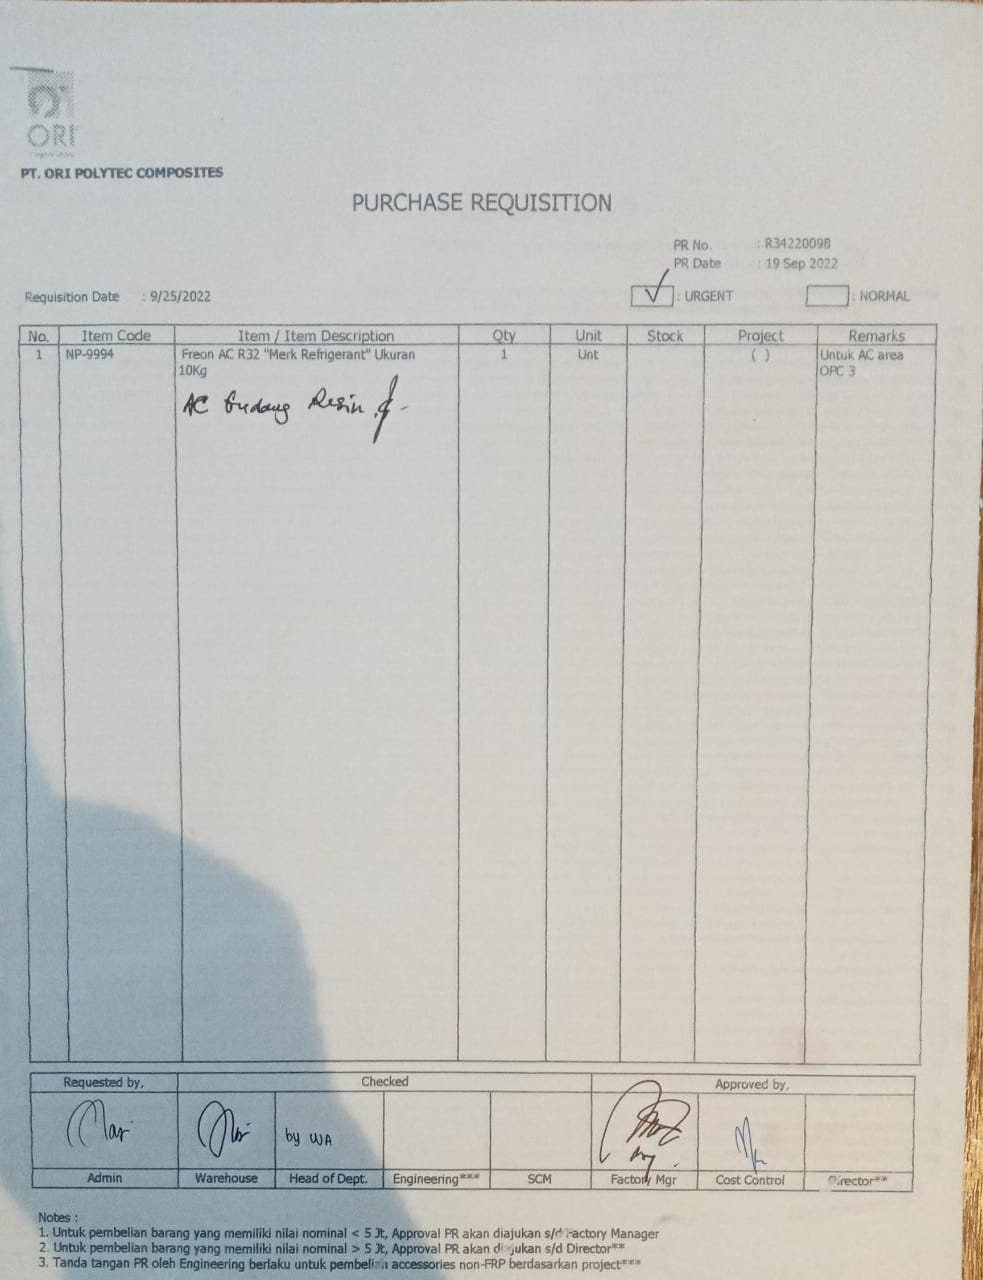 ORI
PT. ORI POLYTEC COMPOSITES
PURCHASE REQUISITION
PR No. : R34220098
PR Date : 19 Sep 2022
Requisition Date : 9/25/2022
: URGENT : NORMAL
No. Item Code Item / Item Description Qty Unit Stock Project Remarks
1 NP-9994 Freon AC R32 "Merk Refrigerant" Ukuran 1 Unt ( ) Untuk AC area
10Kg OPC 3
AC Gudang Resin
Requested by, Checked Approved by,
by WA
Admin Warehouse Head of Dept. Engineering*** SCM Factory Mgr Cost Control Director**
Notes :
1. Untuk pembelian barang yang memiliki nilai nominal < 5 Jt, Approval PR akan diajukan s/d Factory Manager
2. Untuk pembelian barang yang memiliki nilai nominal > 5 Jt, Approval PR akan diajukan s/d Director**
3. Tanda tangan PR oleh Engineering berlaku untuk pembelian accessories non-FRP berdasarkan project***